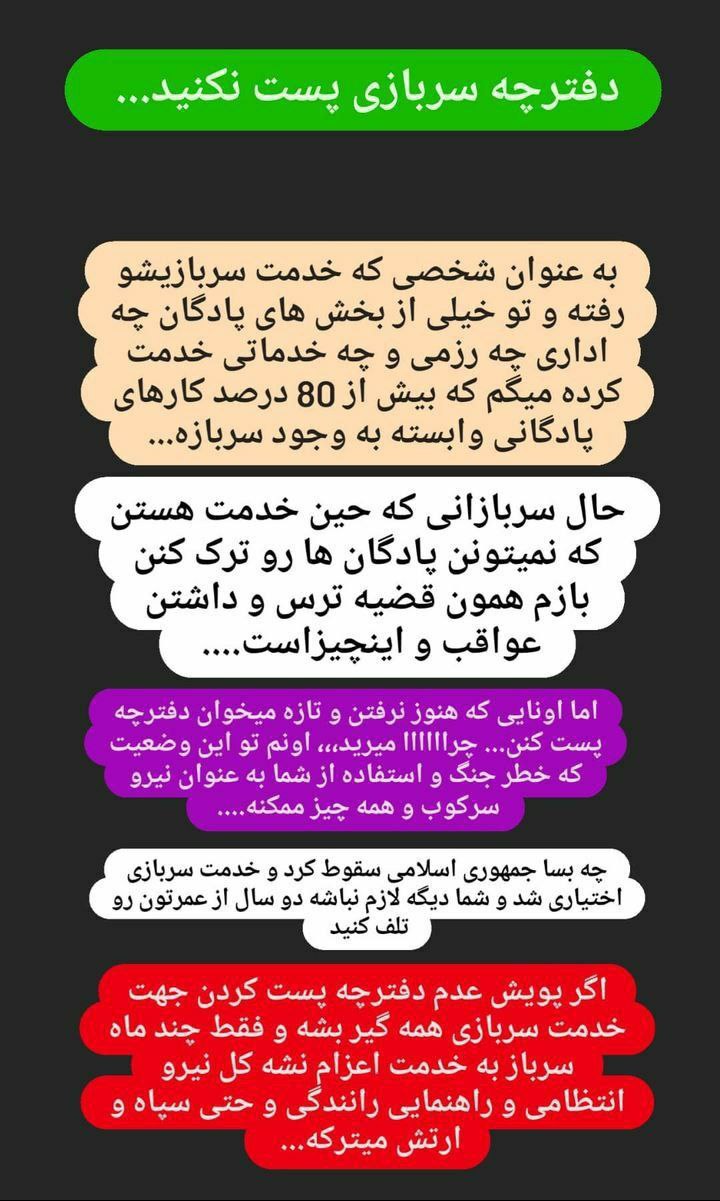 دفترچه سربازی پست نکنید...
به عنوان شخصی که خدمت سربازیشو
رفته و تو خیلی از بخش های پادگان چه
اداری چه رزمی و چه خدماتی خدمت
کرده میگم که بیش از 80 درصد کارهای
پادگانی وابسته به وجود سربازه...
حال سربازانی که حین خدمت هستن
که نمیتونن پادگان ها رو ترک کنن
بازم همون قضیه ترس و داشتن
عواقب و اینچیزاست....
اما اونایی که هنوز نرفتن و تازه میخوان دفترچه
پست کنن... چراااااا میرید،،، اونم تو این وضعیت
که خطر جنگ و استفاده از شما به عنوان نیرو
سرکوب و همه چیز ممکنه....
چه بسا جمهوری اسلامی سقوط کرد و خدمت سربازی
اختیاری شد و شما دیگه لازم نباشه دو سال از عمرتون رو
تلف کنید
اگر پویش عدم دفترچه پست کردن جهت
خدمت سربازی همه گیر بشه و فقط چند ماه
سرباز به خدمت اعزام نشه کل نیرو
انتظامی و راهنمایی رانندگی و حتی سپاه و
ارتش میترکه...